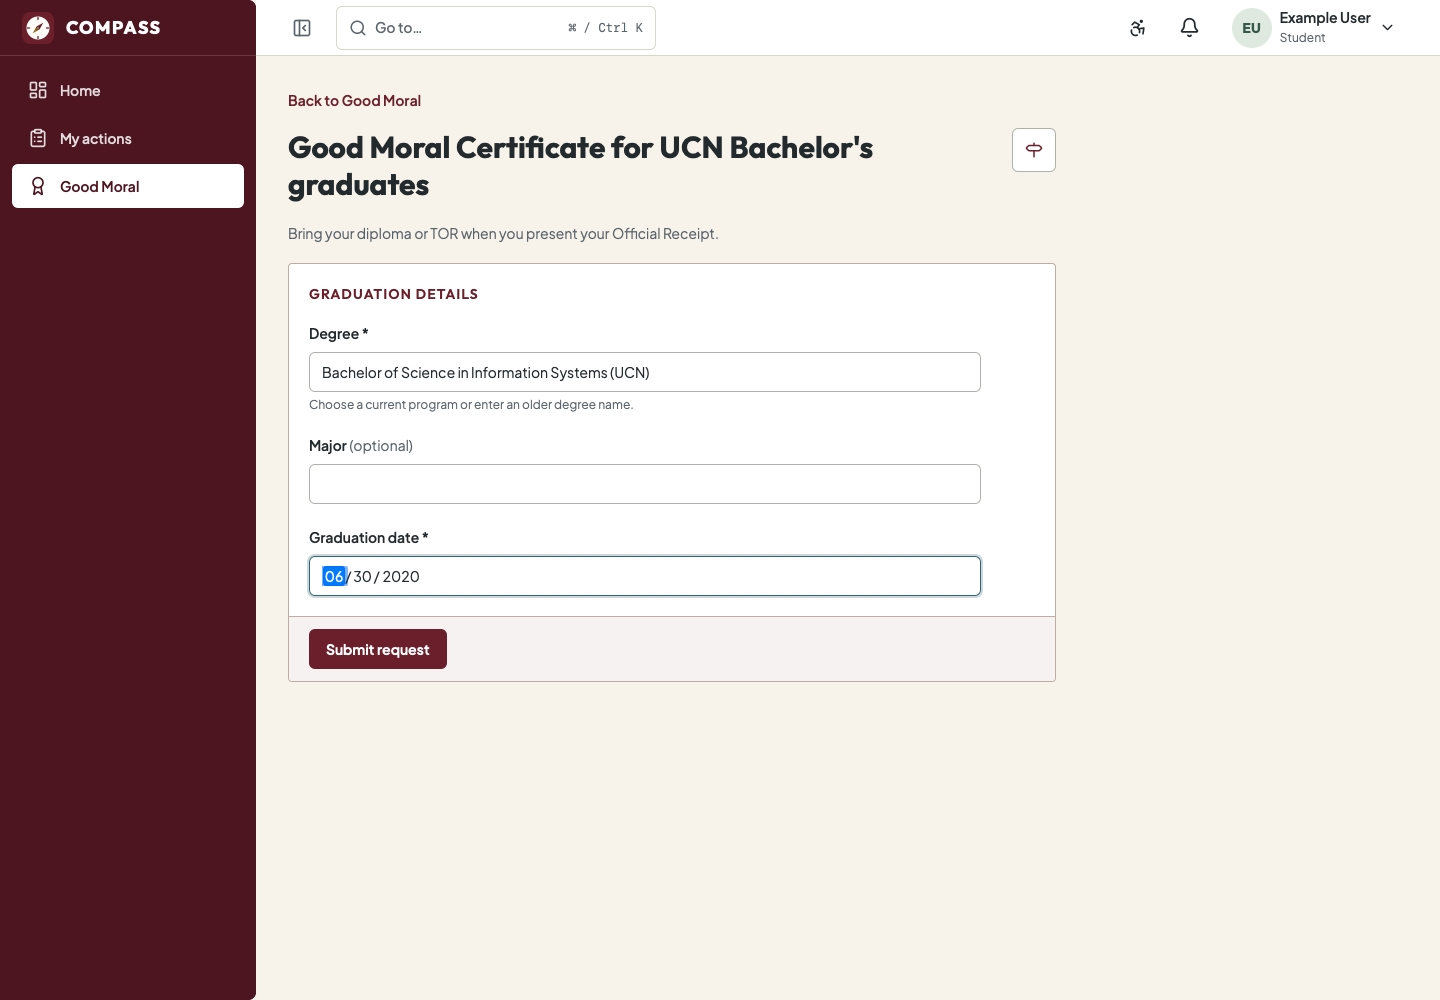 COMPASS
Go to...
⌘ / Ctrl K
EU
Example User
Student
Home
My actions
Good Moral
Back to Good Moral
Good Moral Certificate for UCN Bachelor's
graduates
Bring your diploma or TOR when you present your Official Receipt.
GRADUATION DETAILS
Degree *
Bachelor of Science in Information Systems (UCN)
Choose a current program or enter an older degree name.
Major (optional)
Graduation date *
06 / 30 / 2020
Submit request